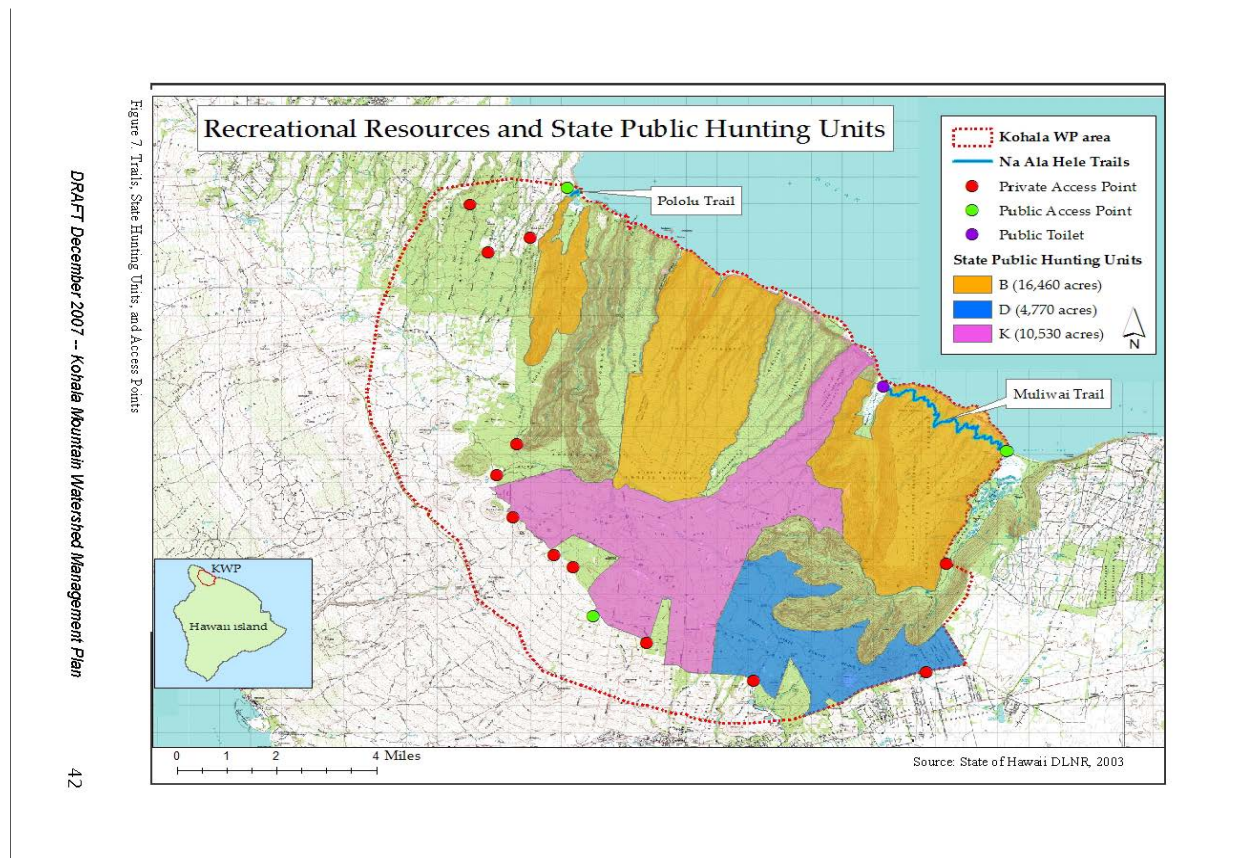 Recreational Resources and State Public Hunting Units
Kohala WP area
Na Ala Hele Trails
Private Access Point
Public Access Point
Public Toilet
State Public Hunting Units
B (16,460 acres)
D (4,770 acres)
K (10,530 acres)
N
Pololu Trail
Muliwai Trail
KWP
Hawaii island
0 1 2 4 Miles
Source: State of Hawaii DLNR, 2003
Figure 7. Trails, State Hunting Units, and Access Points
DRAFT December 2007 -- Kohala Mountain Watershed Management Plan
42